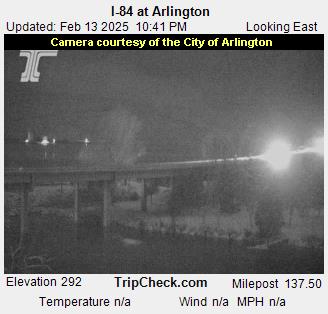 I-84 at Arlington
Updated: Feb 13 2025 10:41 PM Looking East
Camera courtesy of the City of Arlington
Elevation 292 TripCheck.com Milepost 137.50
Temperature n/a Wind n/a MPH n/a